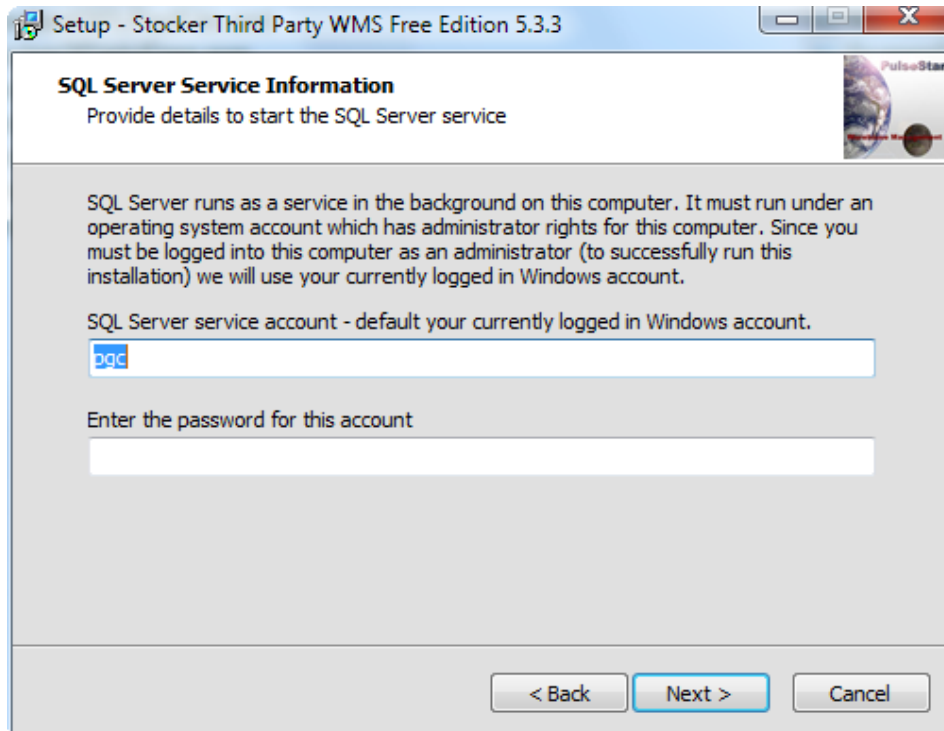 Setup - Stocker Third Party WMS Free Edition 5.3.3
SQL Server Service Information
Provide details to start the SQL Server service
PulseStar
SQL Server runs as a service in the background on this computer. It must run under an
operating system account which has administrator rights for this computer. Since you
must be logged into this computer as an administrator (to successfully run this
installation) we will use your currently logged in Windows account.
SQL Server service account - default your currently logged in Windows account.
pgc
Enter the password for this account
< Back
Next >
Cancel